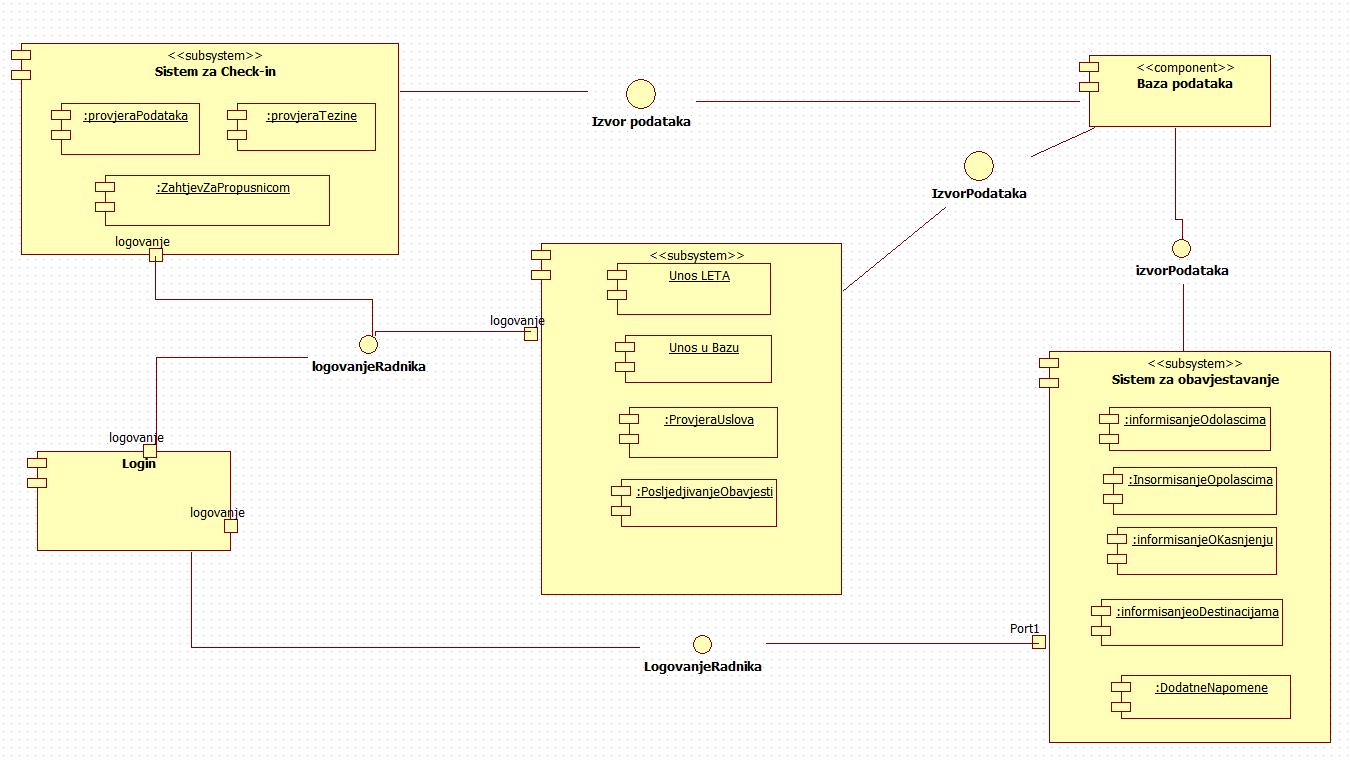 <<subsystem>>
Sistem za Check-in
:provjeraPodataka
:provjeraTezine
:ZahtjevZaPropusnicom
logovanje
Izvor podataka
<<component>>
Baza podataka
IzvorPodataka
izvorPodataka
<<subsystem>>
Unos LETA
Unos u Bazu
:ProvjeraUslova
:PosljedjivanjeObavjesti
logovanje
logovanjeRadnika
logovanje
Login
logovanje
LogovanjeRadnika
Port1
<<subsystem>>
Sistem za obavjestavanje
:informisanjeOdolascima
:InsormisanjeOpolascima
:informisanjeOKasnjenju
:informisanjeoDestinacijama
:DodatneNapomene